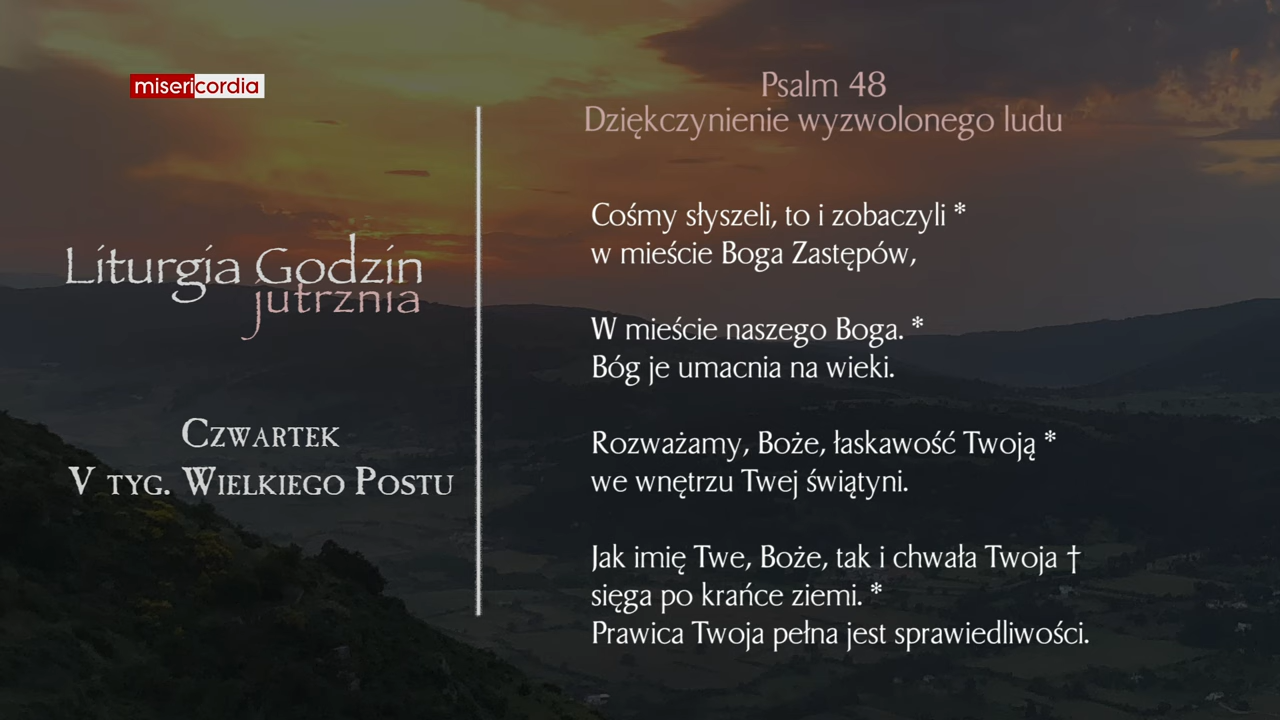 misericordia
Liturgia Godzin
jutrznia
Czwartek
V tyg. Wielkiego Postu
Psalm 48
Dziękczynienie wyzwolonego ludu
Cośmy słyszeli, to i zobaczyli *
w mieście Boga Zastępów,
W mieście naszego Boga. *
Bóg je umacnia na wieki.
Rozważamy, Boże, łaskawość Twoją *
we wnętrzu Twej świątyni.
Jak imię Twe, Boże, tak i chwała Twoja †
sięga po krańce ziemi. *
Prawica Twoja pełna jest sprawiedliwości.